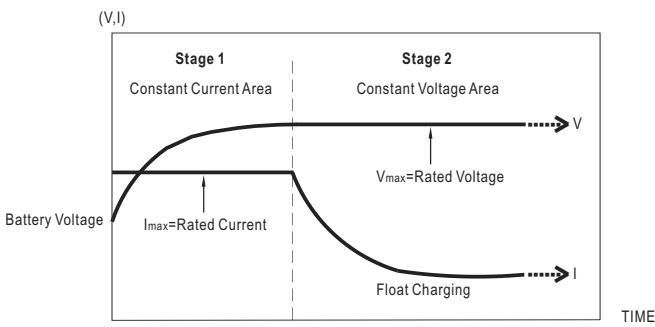 (V,I)
Stage 1
Constant Current Area
Stage 2
Constant Voltage Area
V
Vmax=Rated Voltage
Battery Voltage
Imax=Rated Current
I
Float Charging
TIME